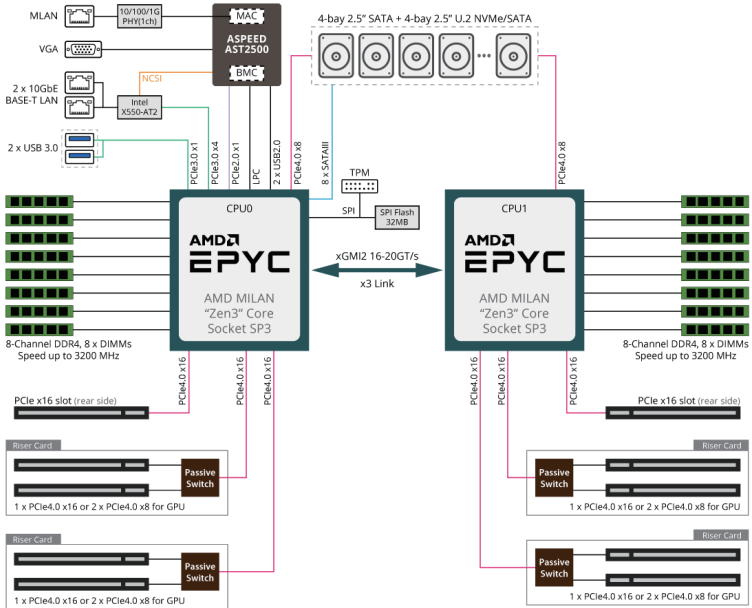 MLAN
10/100/1G
PHY(1ch)
MAC
ASPEED
AST2500
BMC
VGA
NCSI
2 x 10GbE
BASE-T LAN
Intel
X550-AT2
2 x USB 3.0
4-bay 2.5” SATA + 4-bay 2.5” U.2 NVMe/SATA
PCIe3.0 x1
PCIe3.0 x4
PCIe2.0 x1
LPC
2 x USB2.0
PCIe4.0 x8
8 x SATAIII
PCIe4.0 x8
TPM
SPI
SPI Flash
32MB
CPU0
AMD
EPYC
AMD MILAN
“Zen3” Core
Socket SP3
xGMI2 16-20GT/s
x3 Link
CPU1
AMD
EPYC
AMD MILAN
“Zen3” Core
Socket SP3
8-Channel DDR4, 8 x DIMMs
Speed up to 3200 MHz
8-Channel DDR4, 8 x DIMMs
Speed up to 3200 MHz
PCIe4.0 x16
PCIe4.0 x16
PCIe4.0 x16
PCIe4.0 x16
PCIe4.0 x16
PCIe4.0 x16
PCIe x16 slot (rear side)
PCIe x16 slot (rear side)
Riser Card
Passive
Switch
1 x PCIe4.0 x16 or 2 x PCIe4.0 x8 for GPU
Riser Card
Passive
Switch
1 x PCIe4.0 x16 or 2 x PCIe4.0 x8 for GPU
Riser Card
Passive
Switch
1 x PCIe4.0 x16 or 2 x PCIe4.0 x8 for GPU
Riser Card
Passive
Switch
1 x PCIe4.0 x16 or 2 x PCIe4.0 x8 for GPU